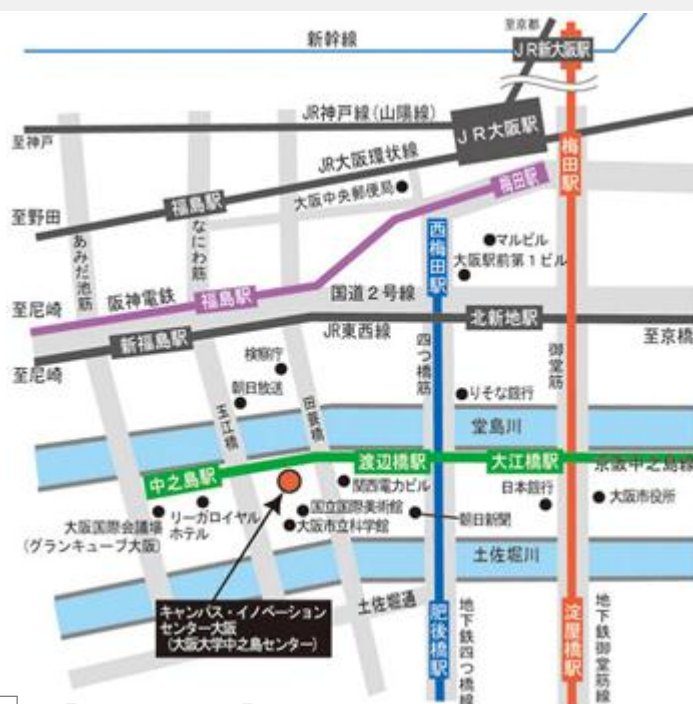 至京都
新幹線
JR新大阪駅
JR神戸線(山陽線)
JR大阪駅
至神戸
JR大阪環状線
梅田駅
大阪中央郵便局
梅田駅
福島駅
至野田
あみだ池筋
なにわ筋
西梅田駅
マルビル
大阪駅前第1ビル
阪神電鉄
福島駅
国道2号線
至尼崎
新福島駅
JR東西線
北新地駅
至京橋
至尼崎
検察庁
四つ橋筋
御堂筋
朝日放送
りそな銀行
玉江橋
田蓑橋
堂島川
中之島駅
渡辺橋駅
大江橋駅
京阪中之島線
関西電力ビル
日本銀行
大阪市役所
大阪国際会議場
(グランキューブ大阪)
リーガロイヤル
ホテル
国立国際美術館
大阪市立科学館
朝日新聞
土佐堀川
キャンパス・イノベーション
センター大阪
(大阪大学中之島センター)
土佐堀通
肥後橋駅
地下鉄四つ橋線
淀屋橋駅
地下鉄御堂筋線